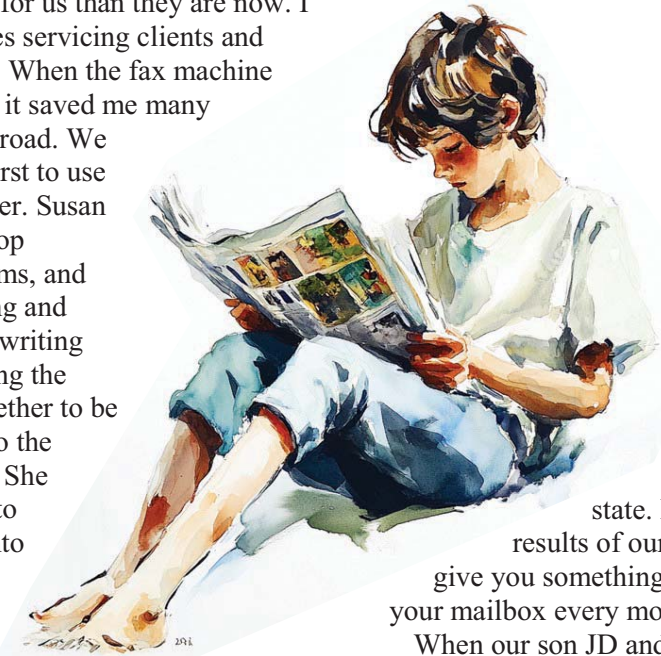 for us than they are now. I
es servicing clients and
When the fax machine
it saved me many
road. We
rst to use
er. Susan
op
ms, and
ng and
writing
ng the
ether to be
o the
She
to
to
state.
results of our
give you something
your mailbox every mo
When our son JD and